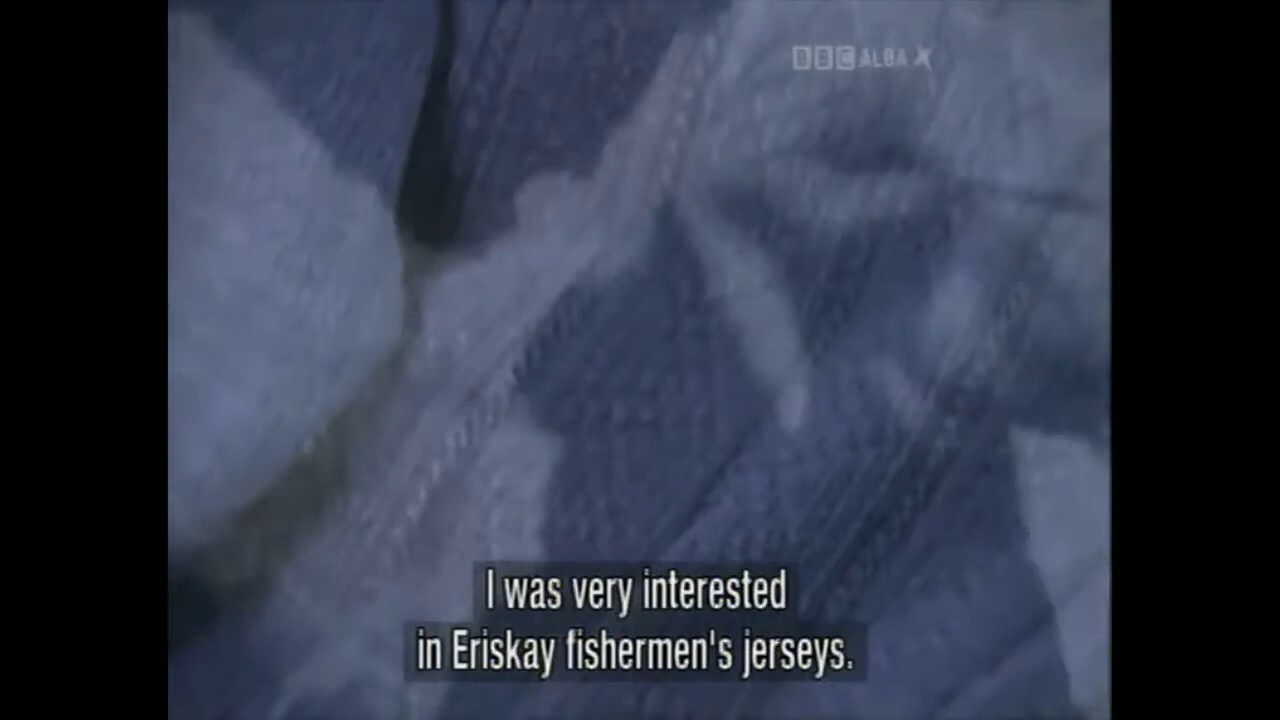 BBC ALBA
I was very interested
in Eriskay fishermen's jerseys.